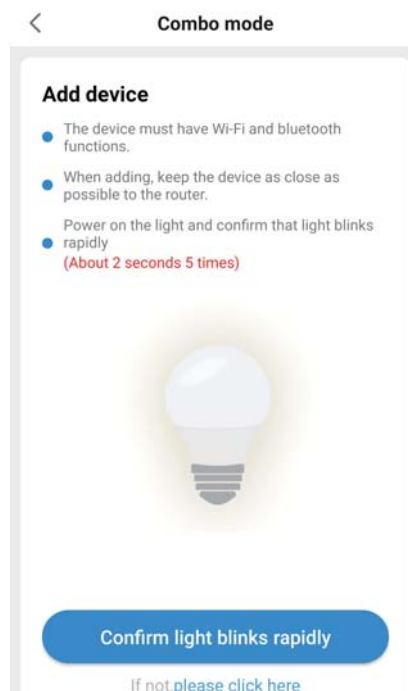 Combo mode
Add device
The device must have Wi-Fi and bluetooth
functions.
When adding, keep the device as close as
possible to the router.
Power on the light and confirm that light blinks
rapidly
(About 2 seconds 5 times)
Confirm light blinks rapidly
If not,please click here